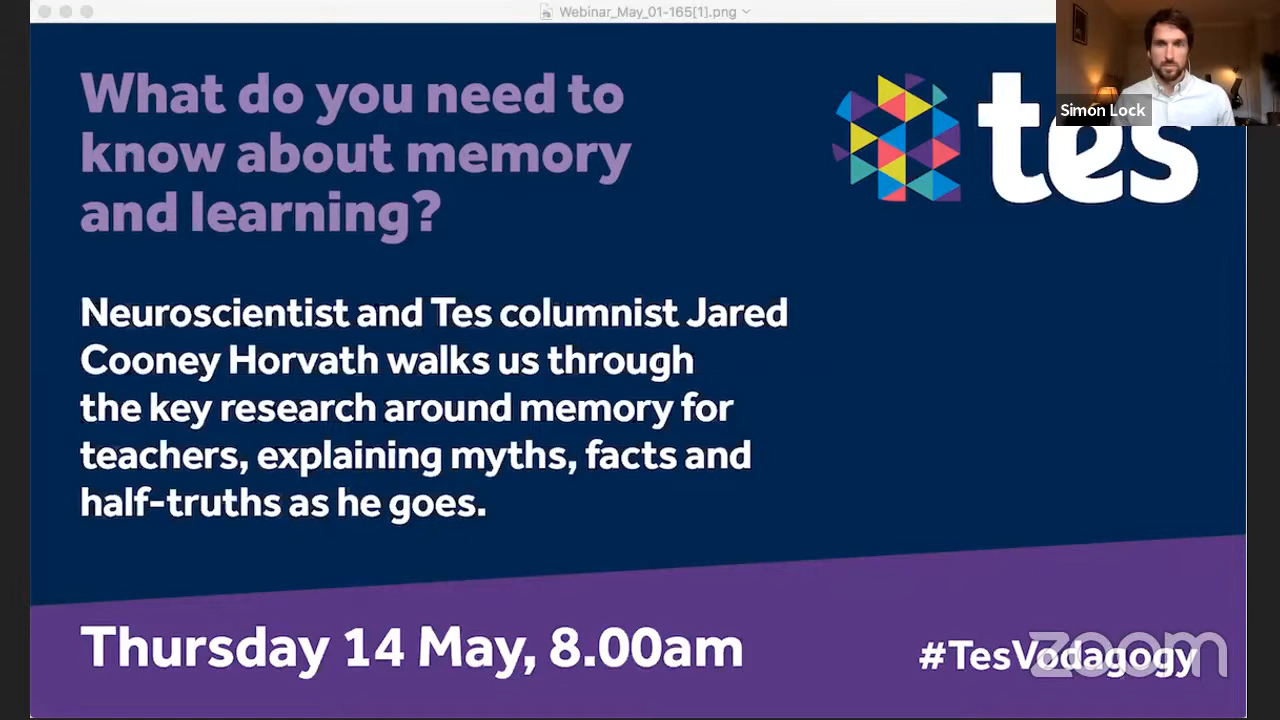 Webinar_May_01-165[1].png
Simon Lock
What do you need to
know about memory
and learning?
tes
Neuroscientist and Tes columnist Jared
Cooney Horvath walks us through
the key research around memory for
teachers, explaining myths, facts and
half-truths as he goes.
Thursday 14 May, 8.00am
#TesVodagogy
zoom